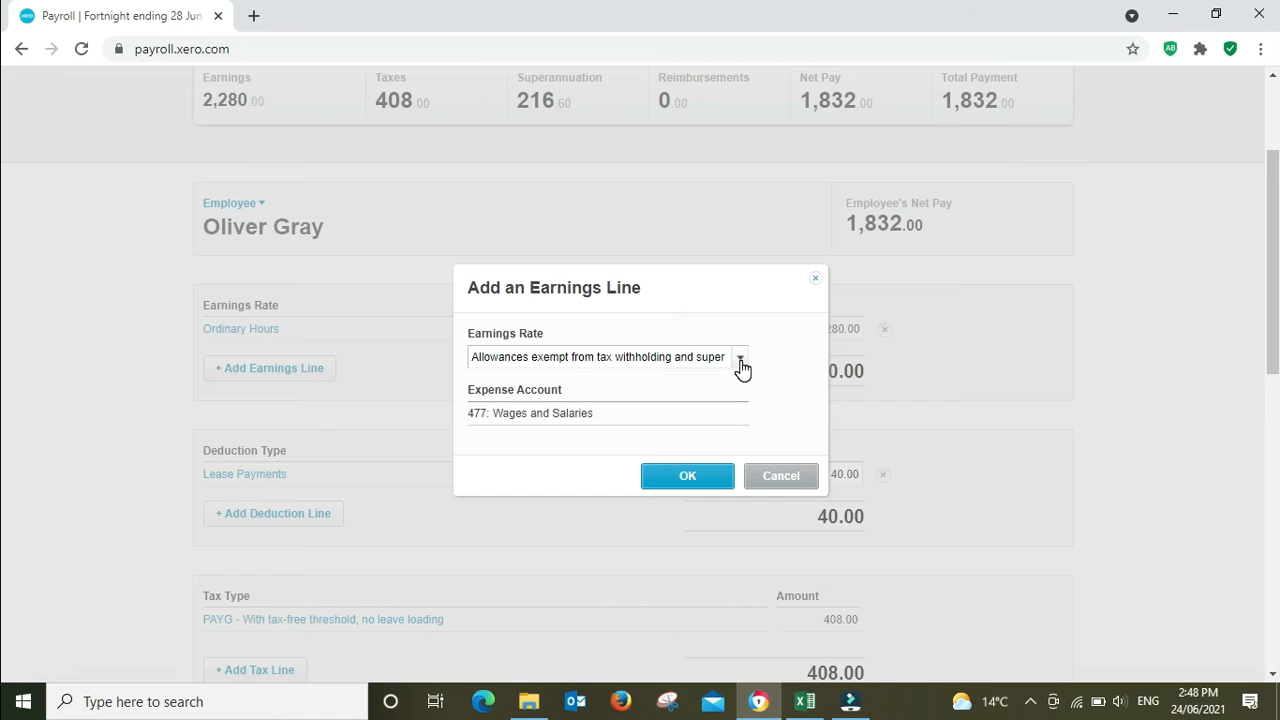 xero
Payroll | Fortnight ending 28 Jun
payroll.xero.com
Earnings Taxes Superannuation Reimbursements Net Pay Total Payment
2,280.00 408.00 216.60 0.00 1,832.00 1,832.00
Employee
Oliver Gray
Employee's Net Pay
1,832.00
Add an Earnings Line
Earnings Rate
Ordinary Hours
280.00
+ Add Earnings Line
0.00
Earnings Rate
Allowances exempt from tax withholding and super
Expense Account
477: Wages and Salaries
OK Cancel
Deduction Type
Lease Payments
40.00
+ Add Deduction Line
40.00
Tax Type Amount
PAYG - With tax-free threshold, no leave loading 408.00
+ Add Tax Line
408.00
Type here to search
14°C
ENG
2:48 PM
24/06/2021